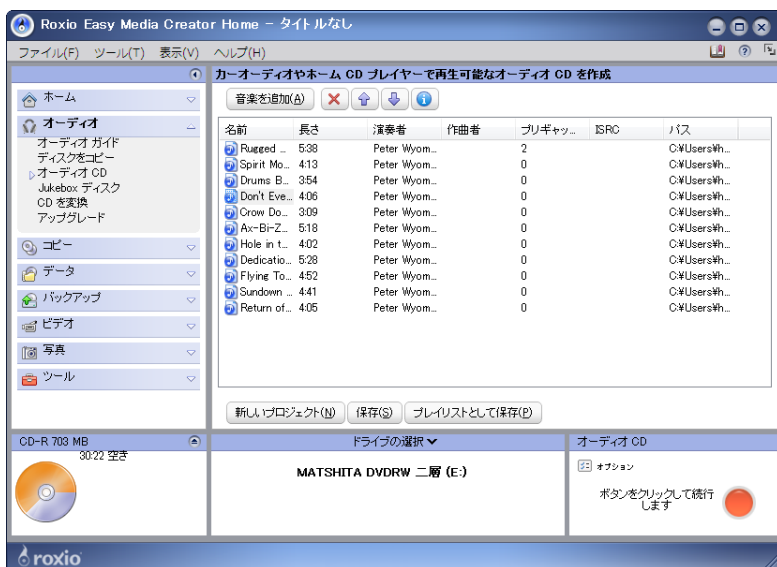 Roxio Easy Media Creator Home - タイトルなし
ファイル(F) ツール(T) 表示(V) ヘルプ(H)
カーオーディオやホーム CD プレイヤーで再生可能なオーディオ CD を作成
ホーム
オーディオ
オーディオ ガイド
ディスクをコピー
オーディオ CD
Jukebox ディスク
CD を変換
アップグレード
コピー
データ
バックアップ
ビデオ
写真
ツール
音楽を追加(A)
名前 長さ 演奏者 作曲者 プリギャッ... ISRC パス
Rugged ... 5:38 Peter Wyom... 2 C:¥Users¥h...
Spirit Mo... 4:13 Peter Wyom... 0 C:¥Users¥h...
Drums B... 3:54 Peter Wyom... 0 C:¥Users¥h...
Don't Eve... 4:06 Peter Wyom... 0 C:¥Users¥h...
Crow Do... 3:09 Peter Wyom... 0 C:¥Users¥h...
Ax-Bi-Z... 5:18 Peter Wyom... 0 C:¥Users¥h...
Hole in t... 4:02 Peter Wyom... 0 C:¥Users¥h...
Dedicatio... 5:28 Peter Wyom... 0 C:¥Users¥h...
Flying To... 4:52 Peter Wyom... 0 C:¥Users¥h...
Sundown ... 4:41 Peter Wyom... 0 C:¥Users¥h...
Return of... 4:05 Peter Wyom... 0 C:¥Users¥h...
新しいプロジェクト(N) 保存(S) プレイリストとして保存(P)
CD-R 703 MB
30:22 空き
ドライブの選択
MATSHITA DVDRW 二層 (E:)
オーディオ CD
オプション
ボタンをクリックして続行
します
roxio